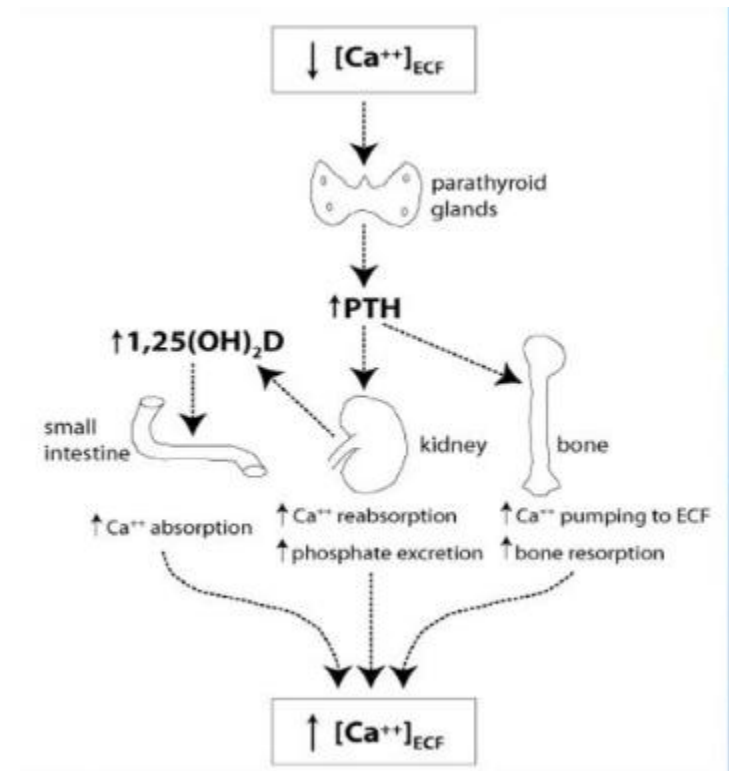 ↓ [Ca⁺⁺]ECF
parathyroid
glands
↑PTH
↑1,25(OH)₂D
small
intestine
kidney
bone
↑Ca⁺⁺ absorption
↑Ca⁺⁺ reabsorption
↑phosphate excretion
↑Ca⁺⁺ pumping to ECF
↑bone resorption
↑ [Ca⁺⁺]ECF